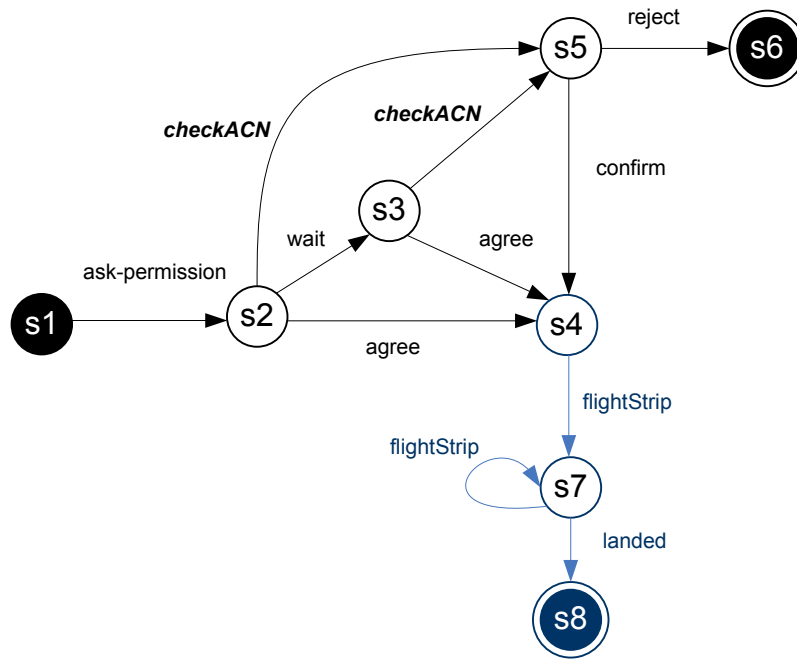 reject
s5
s6
checkACN
checkACN
confirm
s3
wait
agree
ask-permission
s1
s2
s4
agree
flightStrip
flightStrip
s7
landed
s8